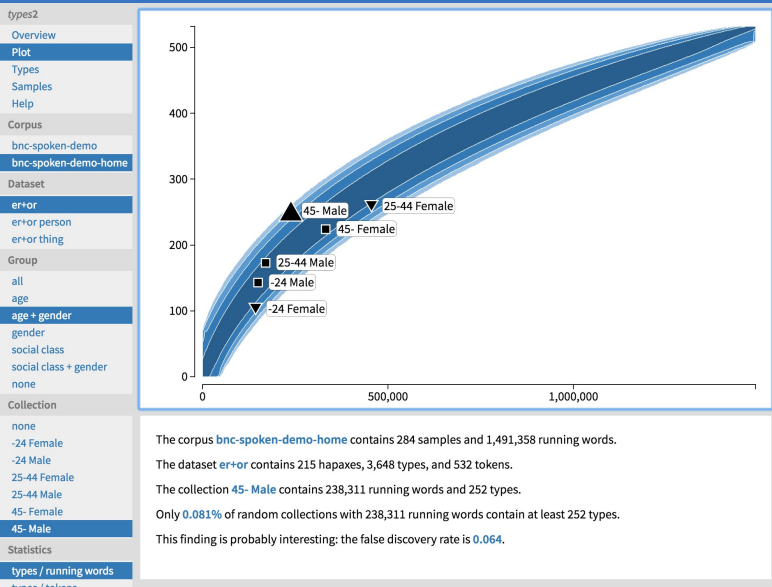 types2
Overview
Plot
Types
Samples
Help
Corpus
bnc-spoken-demo
bnc-spoken-demo-home
Dataset
er+or
er+or person
er+or thing
Group
all
age
age + gender
gender
social class
social class + gender
none
Collection
none
-24 Female
-24 Male
25-44 Female
25-44 Male
45- Female
45- Male
Statistics
types / running words
types / tokens
500
400
300
200
100
0
0
500,000
1,000,000
45- Male
25-44 Female
45- Female
25-44 Male
-24 Male
-24 Female
The corpus bnc-spoken-demo-home contains 284 samples and 1,491,358 running words.
The dataset er+or contains 215 hapaxes, 3,648 types, and 532 tokens.
The collection 45- Male contains 238,311 running words and 252 types.
Only 0.081% of random collections with 238,311 running words contain at least 252 types.
This finding is probably interesting: the false discovery rate is 0.064.